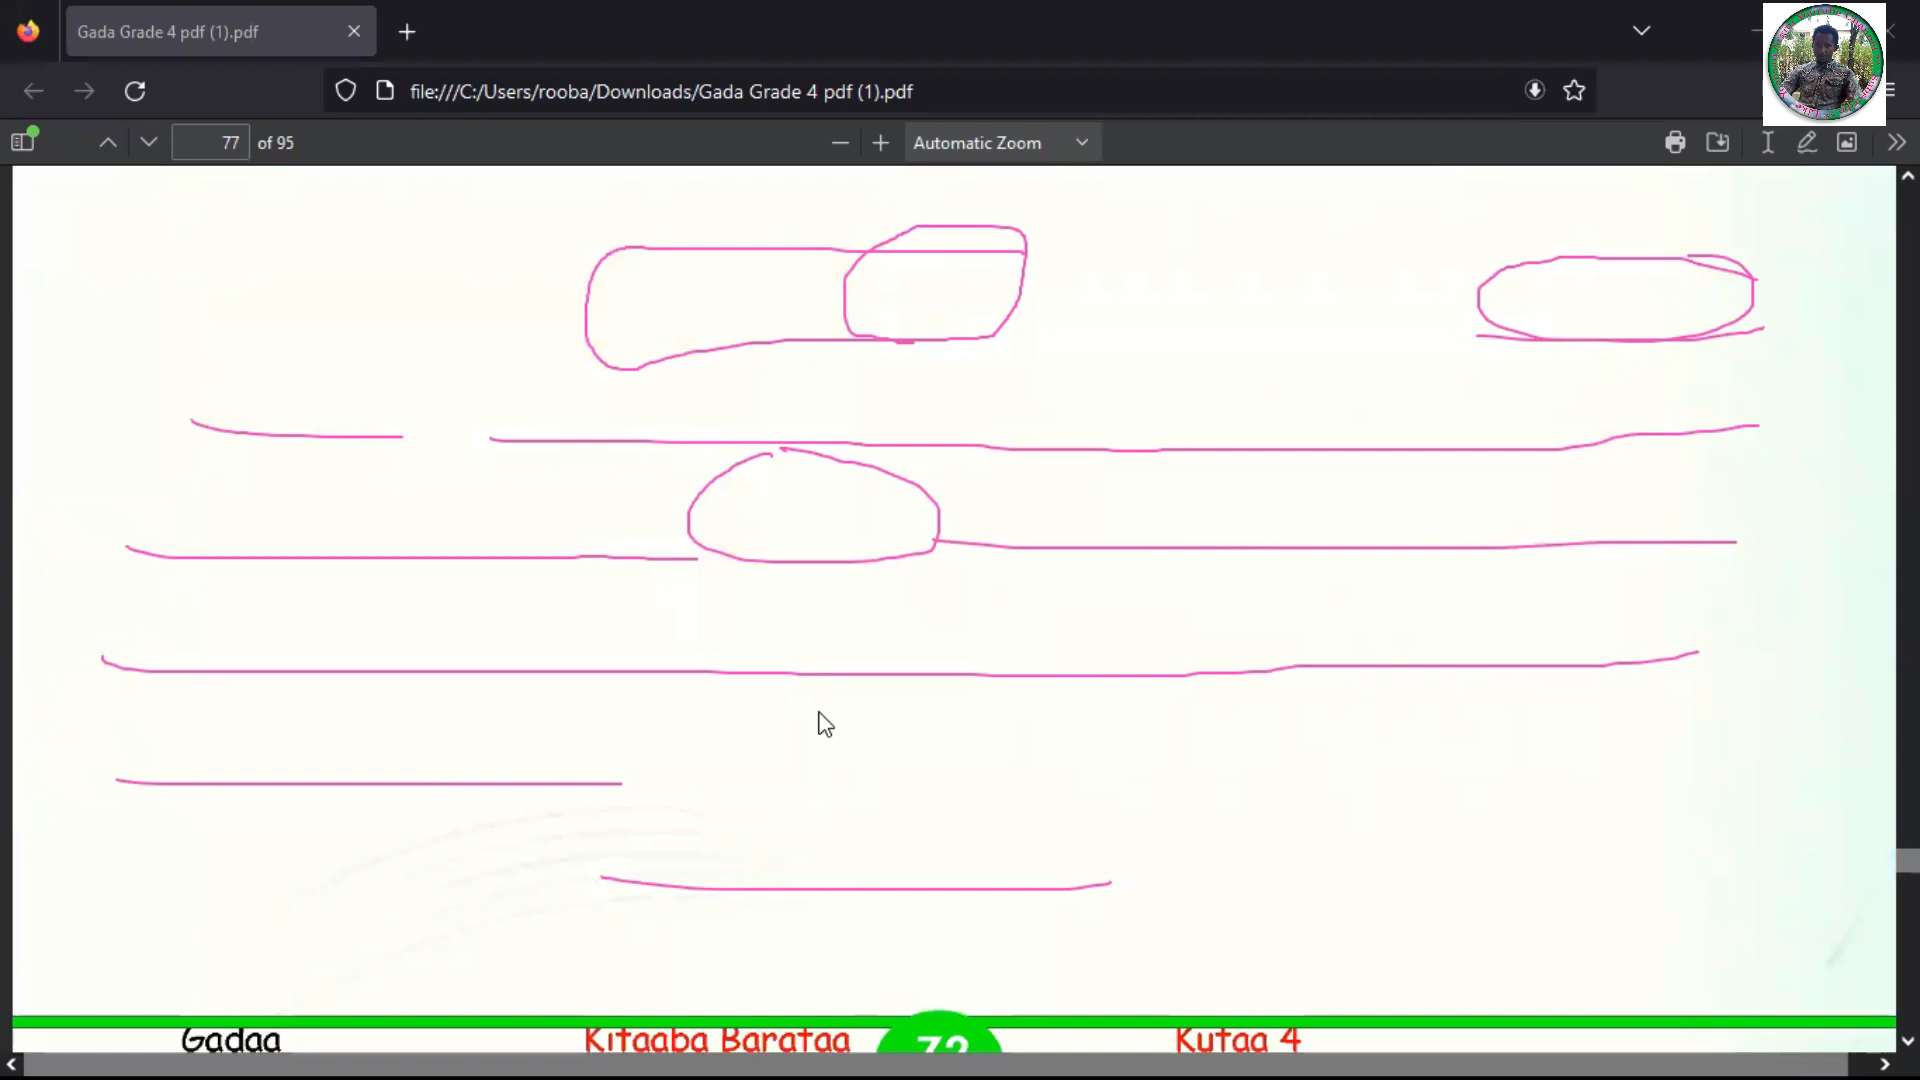 Gada Grade 4 pdf (1).pdf
file:///C:/Users/rooba/Downloads/Gada Grade 4 pdf (1).pdf
77 of 95 Automatic Zoom
Gadaa Kitaaba Barataa 72 Kutaa 4